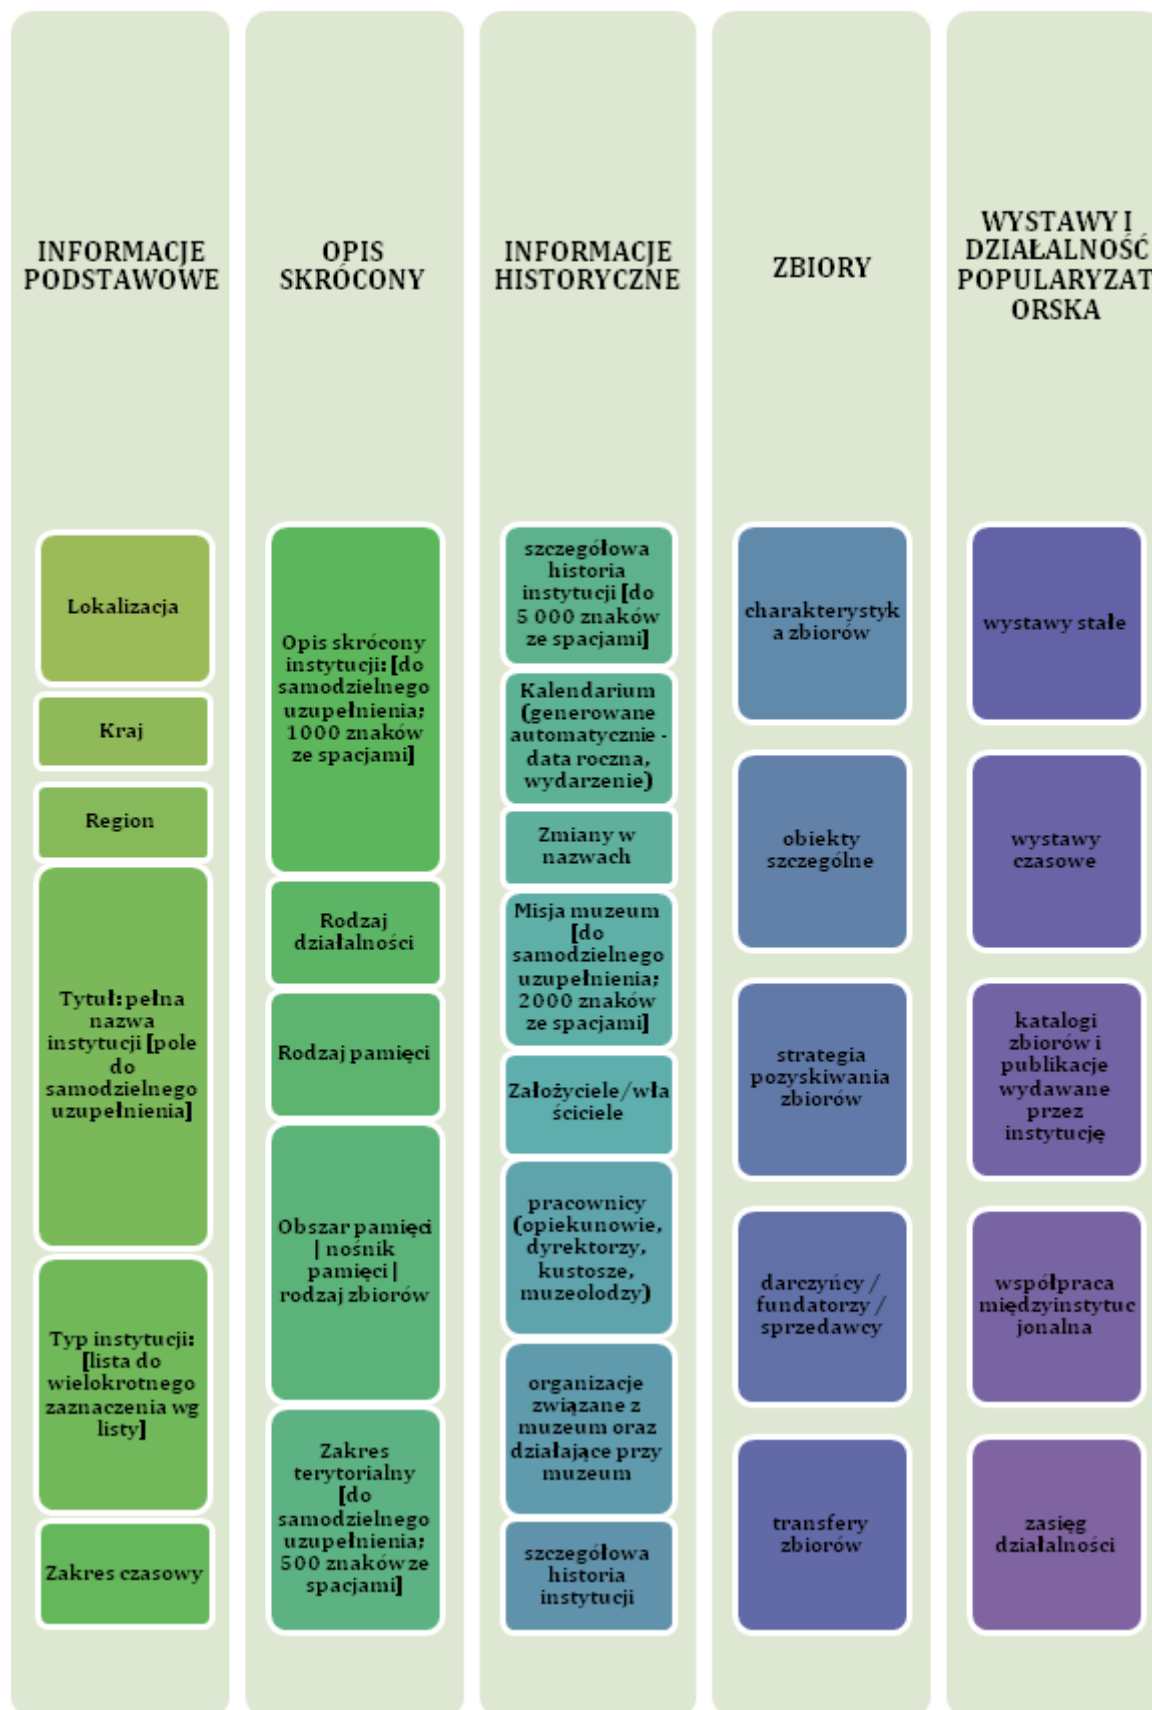 INFORMACJE
PODSTAWOWE
Lokalizacja
Kraj
Region
Tytuł: pełna
nazwa
instytucji [pole
do
samodzielnego
uzupełnienia]
Typ instytucji:
[lista do
wielokrotnego
zaznaczenia wg
listy]
Zakres czasowy
OPIS
SKRÓCONY
Opis skrócony
instytucji: [do
samodzielnego
uzupełnienia;
1000 znaków
ze spacjami]
Rodzaj
działalności
Rodzaj pamięci
Obszar pamięci
| nośnik
pamięci |
rodzaj zbiorów
Zakres
terytorialny
[do
samodzielnego
uzupełnienia;
500 znaków ze
spacjami]
INFORMACJE
HISTORYCZNE
szczegółowa
historia
instytucji [do
5 000 znaków
ze spacjami]
Kalendarium
(generowane
automatycznie -
data roczna,
wydarzenie)
Zmiany w
nazwach
Misja muzeum
[do
samodzielnego
uzupełnienia;
2000 znaków
ze spacjami]
Założyciele/wła
ściciele
pracownicy
(opiekunowie,
dyrektorzy,
kustosze,
muzeolodzy)
organizacje
związane z
muzeum oraz
działające przy
muzeum
szczegółowa
historia
instytucji
ZBIORY
charakterystyk
a zbiorów
obiekty
szczególne
strategia
pozyskiwania
zbiorów
darczyńcy /
fundatorzy /
sprzedawcy
transfery
zbiorów
WYSTAWY I
DZIAŁALNOŚĆ
POPULARYZAT
ORSKA
wystawy stałe
wystawy
czasowe
katalogi
zbiorów i
publikacje
wydawane
przez
instytucję
współpraca
międzyinstytuc
jonalna
zasięg
działalności